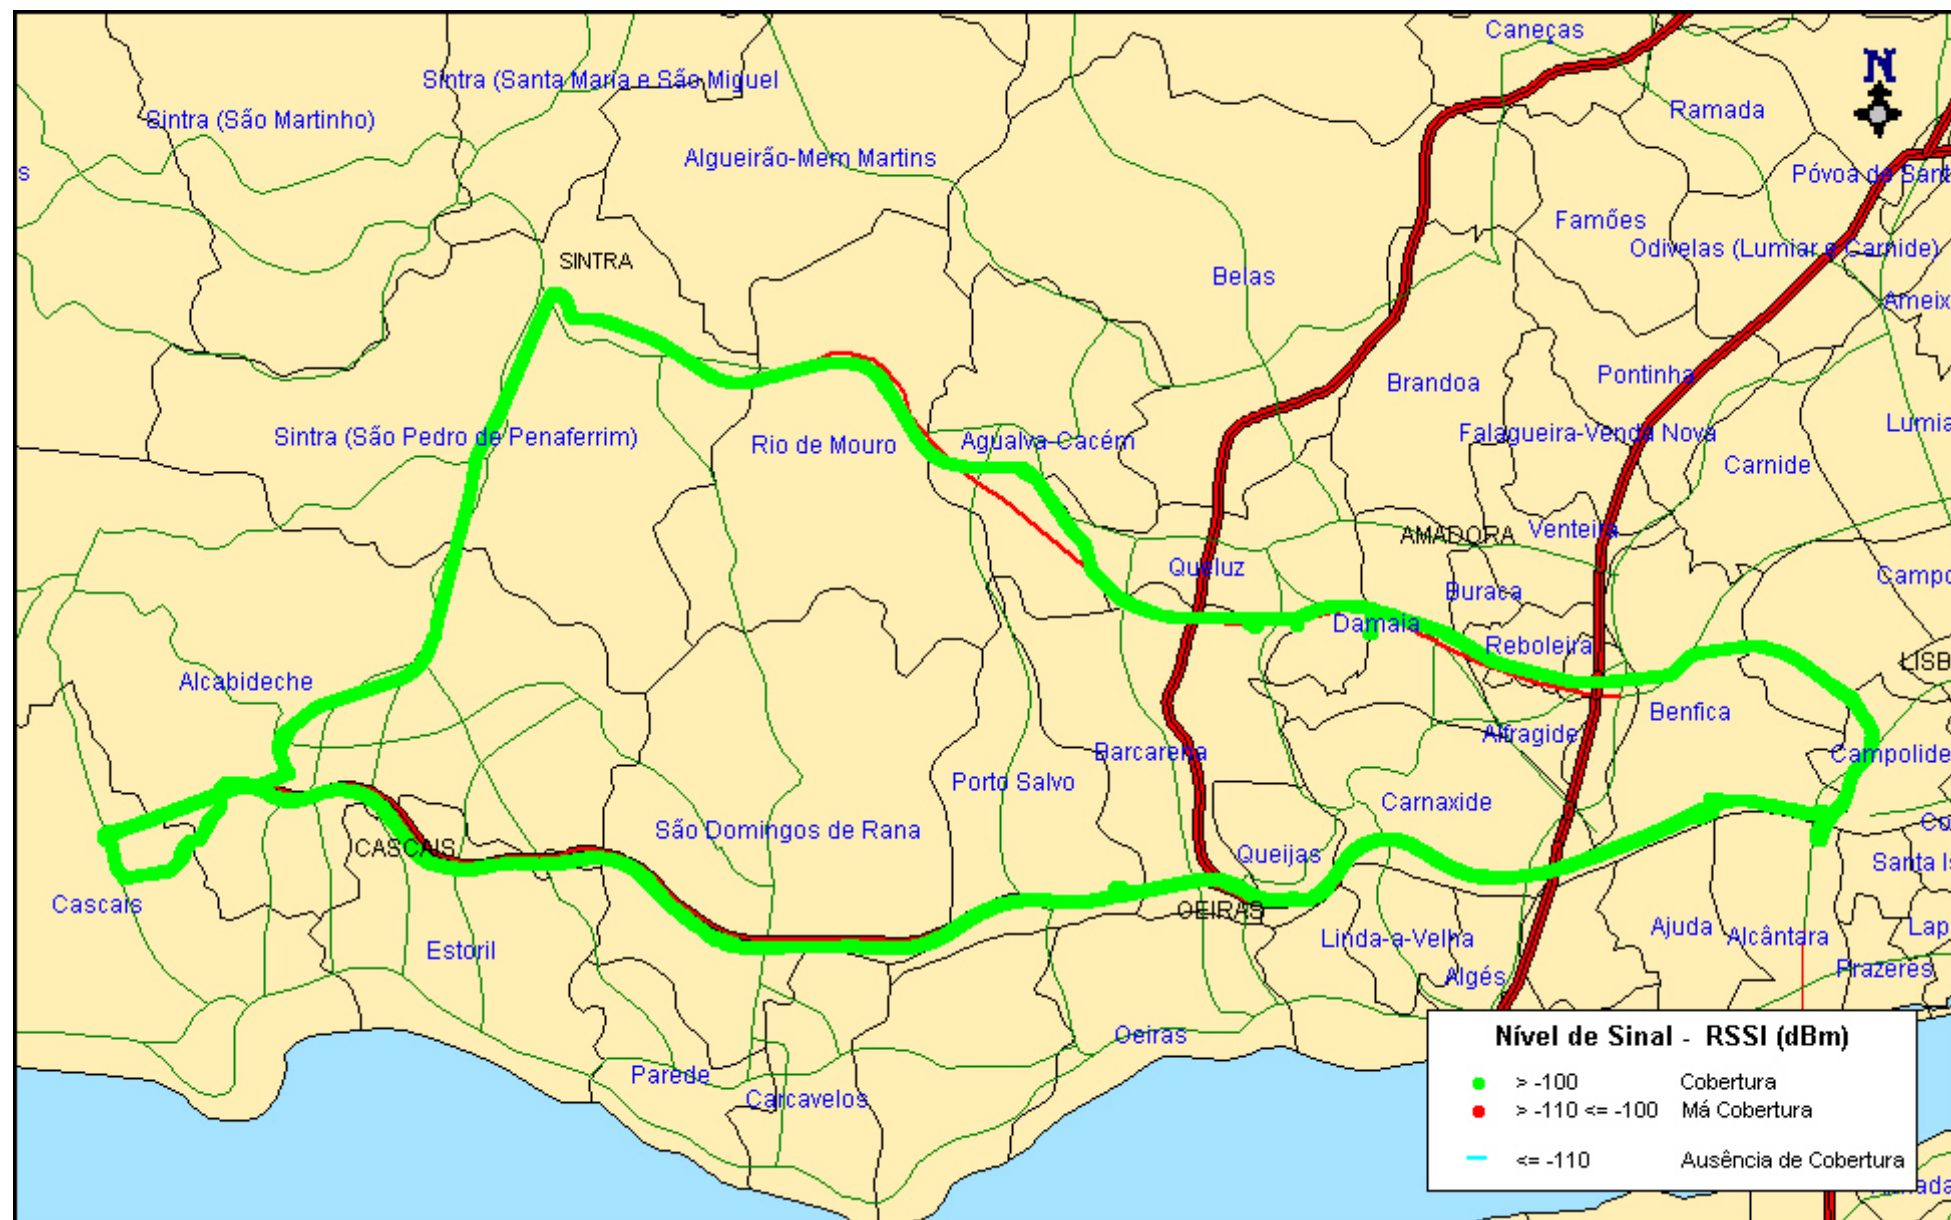 Caneças
N
Sintra (Santa Maria e São Miguel
Ramada
Sintra (São Martinho)
Algueirão-Mem Martins
s
Póvoa de Sant
Famões
Odivelas (Lumiar e Carnide)
SINTRA
Belas
Ameix
Pontinha
Brandoa
Lumia
Sintra (São Pedro de Penaferrim)
Rio de Mouro
Agualva-Cacém
Falagueira-Venda Nova
Carnide
AMADORA
Venteira
Queluz
Campo
Buraca
Damaia
Reboleira
LISB
Alcabideche
Benfica
Alfragide
Barcarena
Campolide
Porto Salvo
Carnaxide
São Domingos de Rana
Cu
CASCAIS
Queijas
Santa Is
Cascais
OEIRAS
Ajuda
Alcântara
Lap
Linda-a-Velha
Estoril
Algés
Prazeres
Oeiras
Parede
Carcavelos
Nível de Sinal - RSSI (dBm)
> -100 Cobertura
> -110 <= -100 Má Cobertura
<= -110 Ausência de Cobertura